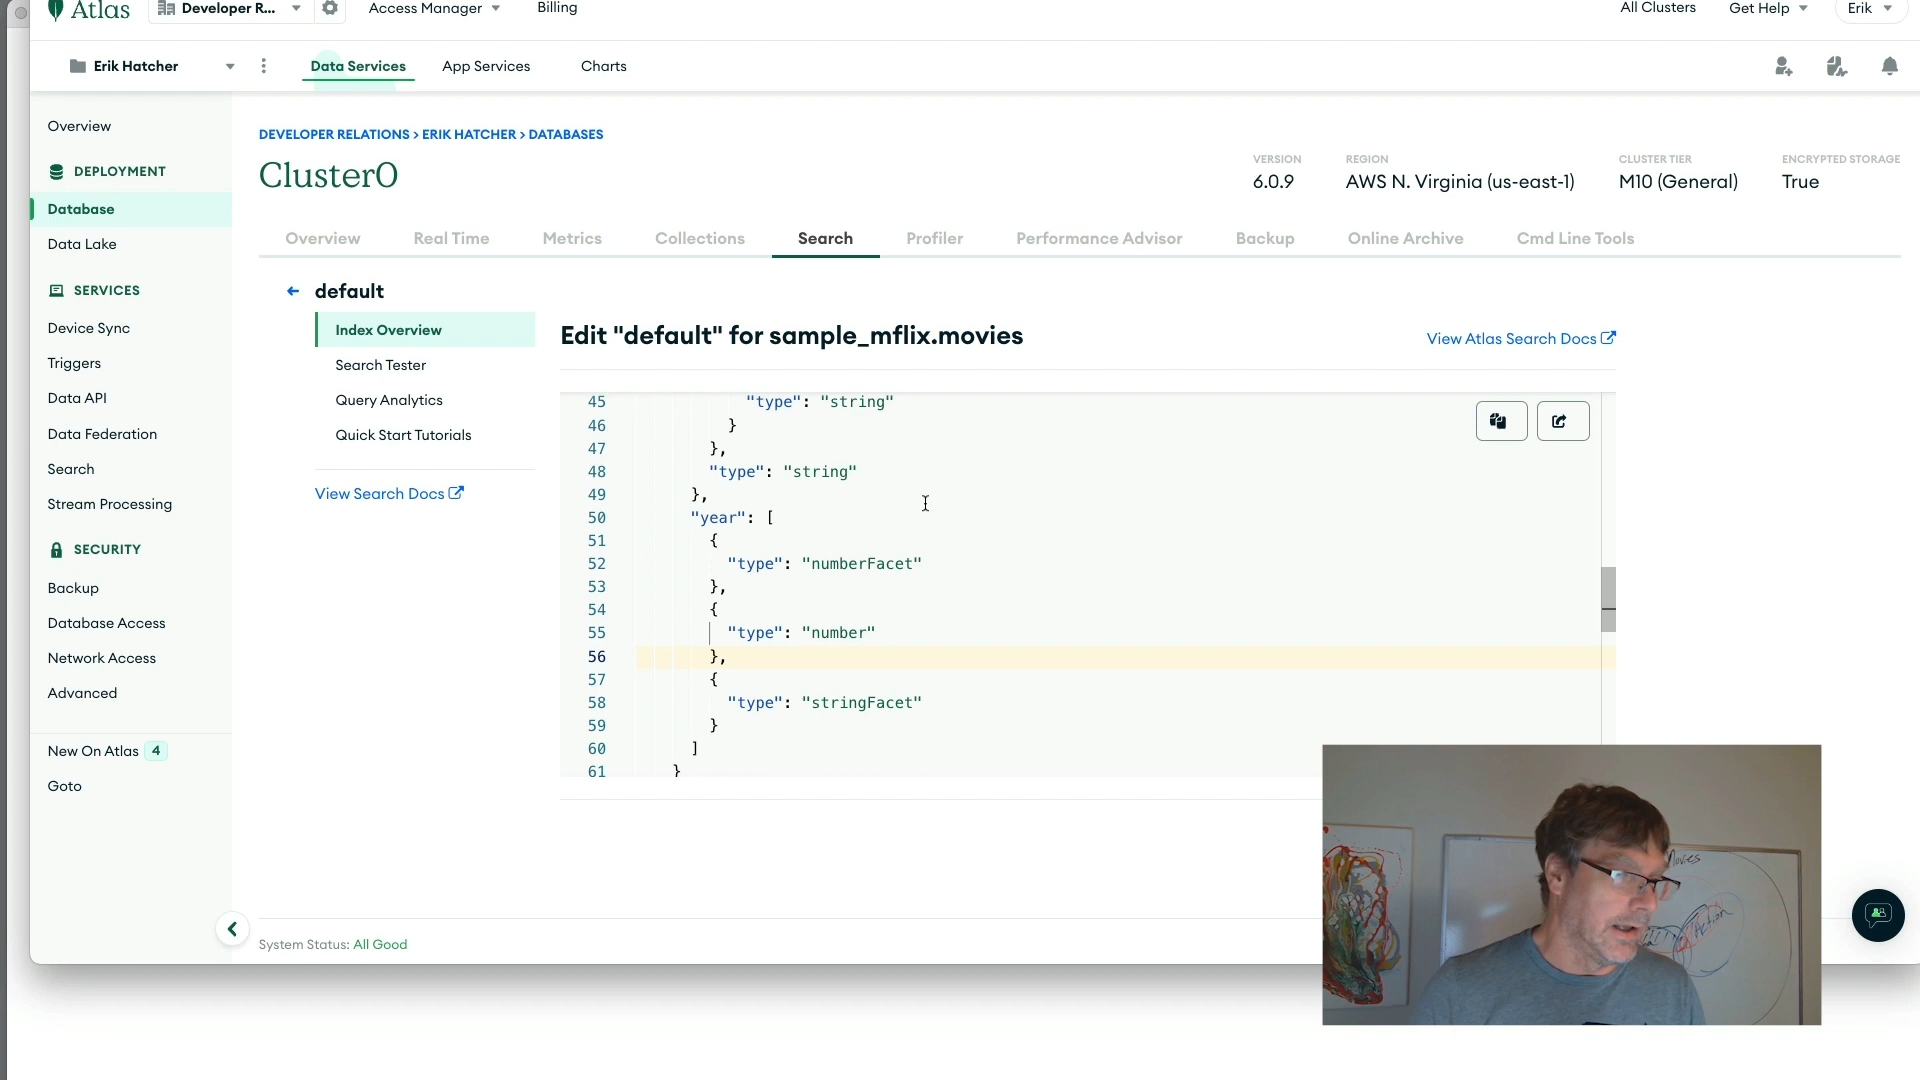 Atlas
Developer R...
Access Manager
Billing
All Clusters
Get Help
Erik
Erik Hatcher
Data Services
App Services
Charts
Overview
DEPLOYMENT
Database
Data Lake
SERVICES
Device Sync
Triggers
Data API
Data Federation
Search
Stream Processing
SECURITY
Backup
Database Access
Network Access
Advanced
New On Atlas 4
Goto
DEVELOPER RELATIONS > ERIK HATCHER > DATABASES
Cluster0
VERSION
6.0.9
REGION
AWS N. Virginia (us-east-1)
CLUSTER TIER
M10 (General)
ENCRYPTED STORAGE
True
Overview
Real Time
Metrics
Collections
Search
Profiler
Performance Advisor
Backup
Online Archive
Cmd Line Tools
default
Index Overview
Search Tester
Query Analytics
Quick Start Tutorials
View Search Docs
Edit "default" for sample_mflix.movies
View Atlas Search Docs
45 "type": "string"
46 }
47 },
48 "type": "string"
49 },
50 "year": [
51 {
52 "type": "numberFacet"
53 },
54 {
55 "type": "number"
56 },
57 {
58 "type": "stringFacet"
59 }
60 ]
61 }
System Status: All Good
Movies
Action